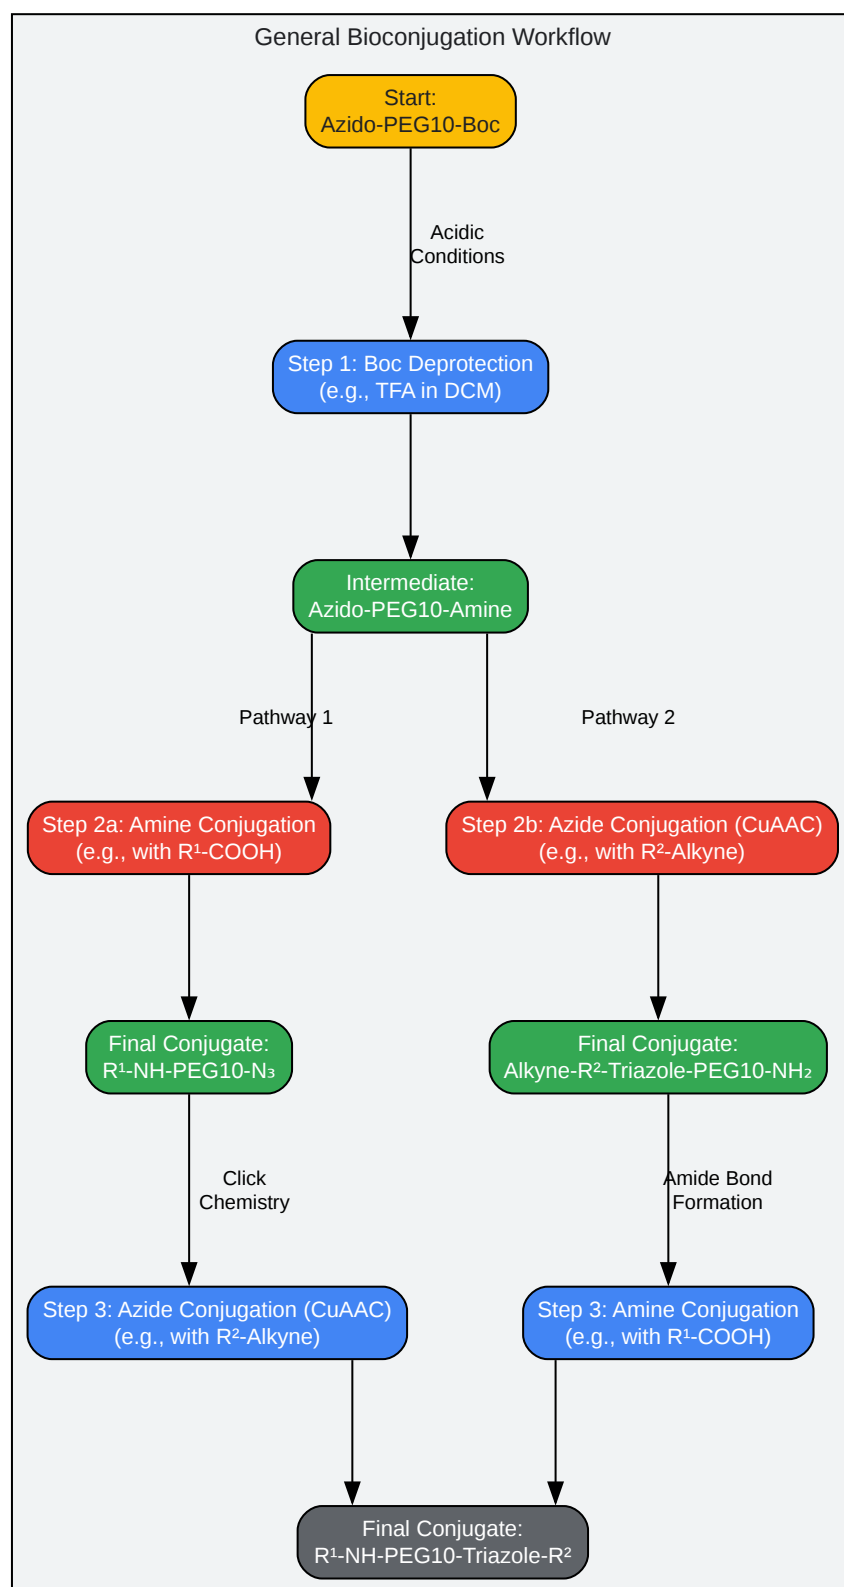 General Bioconjugation Workflow
Start:
Azido-PEG10-Boc
Acidic
Conditions
Step 1: Boc Deprotection
(e.g., TFA in DCM)
Intermediate:
Azido-PEG10-Amine
Pathway 1
Pathway 2
Step 2a: Amine Conjugation
(e.g., with R¹-COOH)
Step 2b: Azide Conjugation (CuAAC)
(e.g., with R²-Alkyne)
Final Conjugate:
R¹-NH-PEG10-N₃
Final Conjugate:
Alkyne-R²-Triazole-PEG10-NH₂
Click
Chemistry
Amide Bond
Formation
Step 3: Azide Conjugation (CuAAC)
(e.g., with R²-Alkyne)
Step 3: Amine Conjugation
(e.g., with R¹-COOH)
Final Conjugate:
R¹-NH-PEG10-Triazole-R²